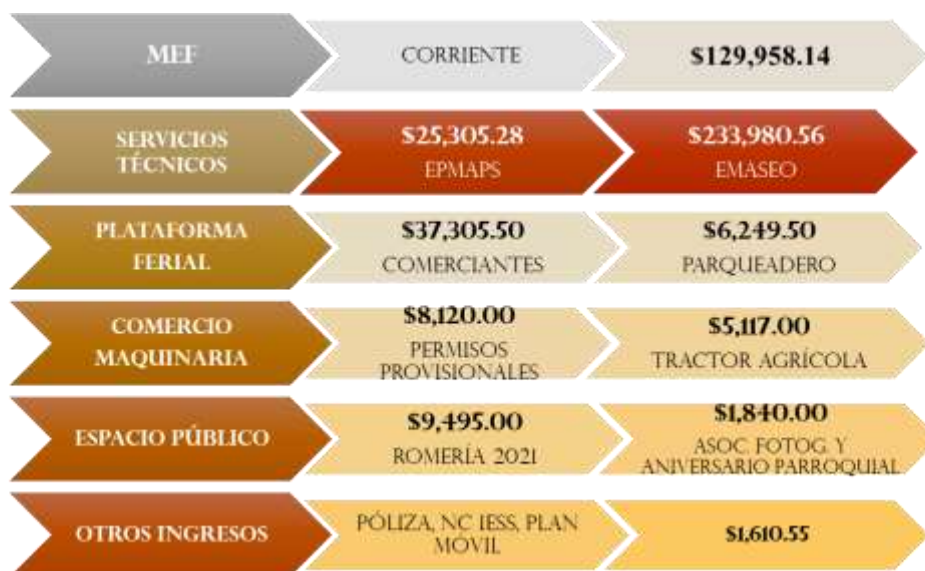 MEF
CORRIENTE
$129,958.14
SERVICIOS
TÉCNICOS
$25,305.28
EPMAPS
$233,980.56
EMASEO
PLATAFORMA
FERIAL
$37,305.50
COMERCIANTES
$6,249.50
PARQUEADERO
COMERCIO
MAQUINARIA
$8,120.00
PERMISOS
PROVISIONALES
$5,117.00
TRACTOR AGRÍCOLA
ESPACIO PÚBLICO
$9,495.00
ROMERÍA 2021
$1,840.00
ASOC. FOTOG. Y
ANIVERSARIO PARROQUIAL
OTROS INGRESOS
PÓLIZA, NC IESS, PLAN
MÓVIL
$1,610.55